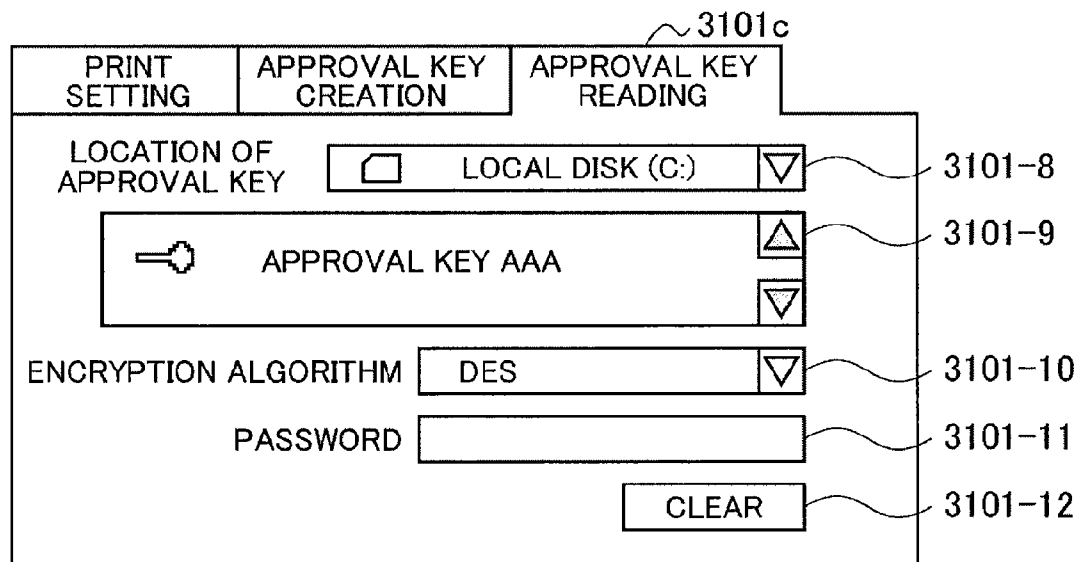 3101c
PRINT SETTING
APPROVAL KEY CREATION
APPROVAL KEY READING
LOCATION OF APPROVAL KEY
LOCAL DISK (C:)
3101-8
APPROVAL KEY AAA
3101-9
ENCRYPTION ALGORITHM
DES
3101-10
PASSWORD
3101-11
CLEAR
3101-12